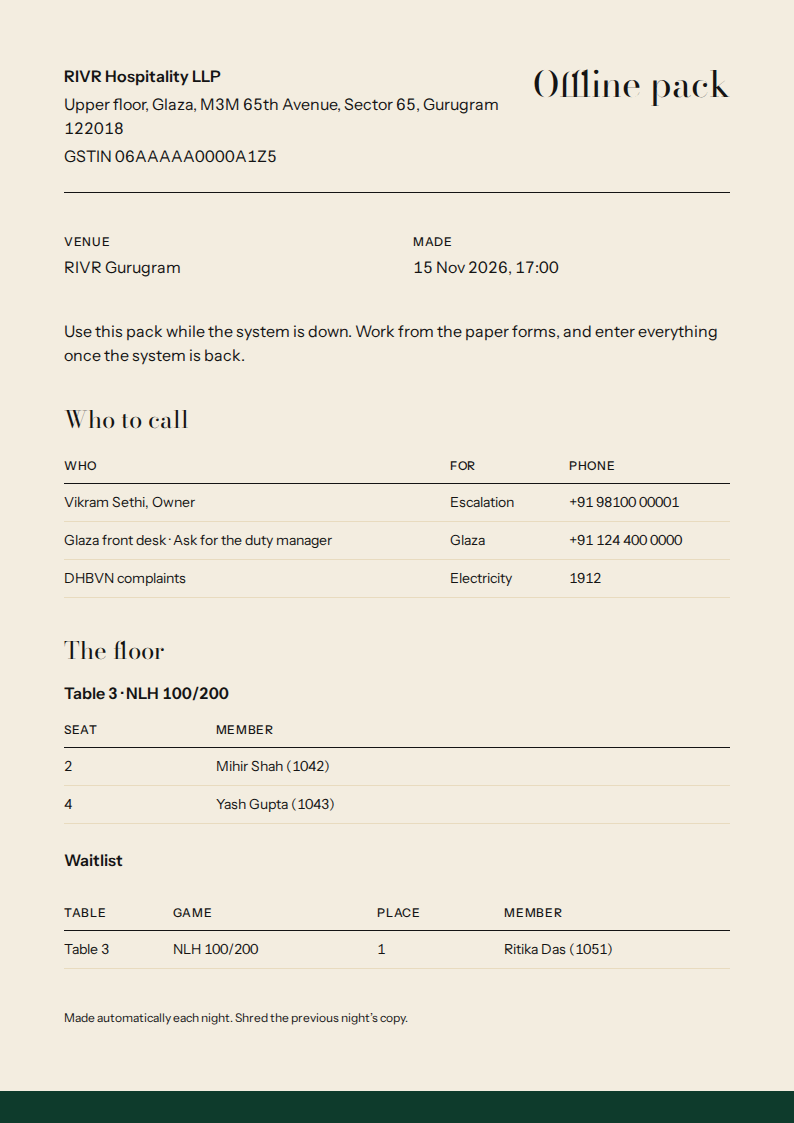 RIVR Hospitality LLP
Offline pack
Upper floor, Glaza, M3M 65th Avenue, Sector 65, Gurugram
122018
GSTIN 06AAAAA0000A1Z5
VENUE MADE
RIVR Gurugram 15 Nov 2026, 17:00
Use this pack while the system is down. Work from the paper forms, and enter everything
once the system is back.
Who to call
WHO FOR PHONE
Vikram Sethi, Owner Escalation +91 98100 00001
Glaza front desk · Ask for the duty manager Glaza +91 124 400 0000
DHBVN complaints Electricity 1912
The floor
Table 3 · NLH 100/200
SEAT MEMBER
2 Mihir Shah (1042)
4 Yash Gupta (1043)
Waitlist
TABLE GAME PLACE MEMBER
Table 3 NLH 100/200 1 Ritika Das (1051)
Made automatically each night. Shred the previous night’s copy.